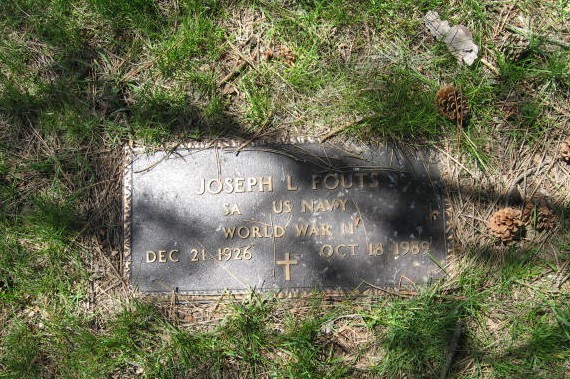 JOSEPH L FOUTS
SA US NAVY
WORLD WAR II
DEC 21 1926 OCT 18 1989